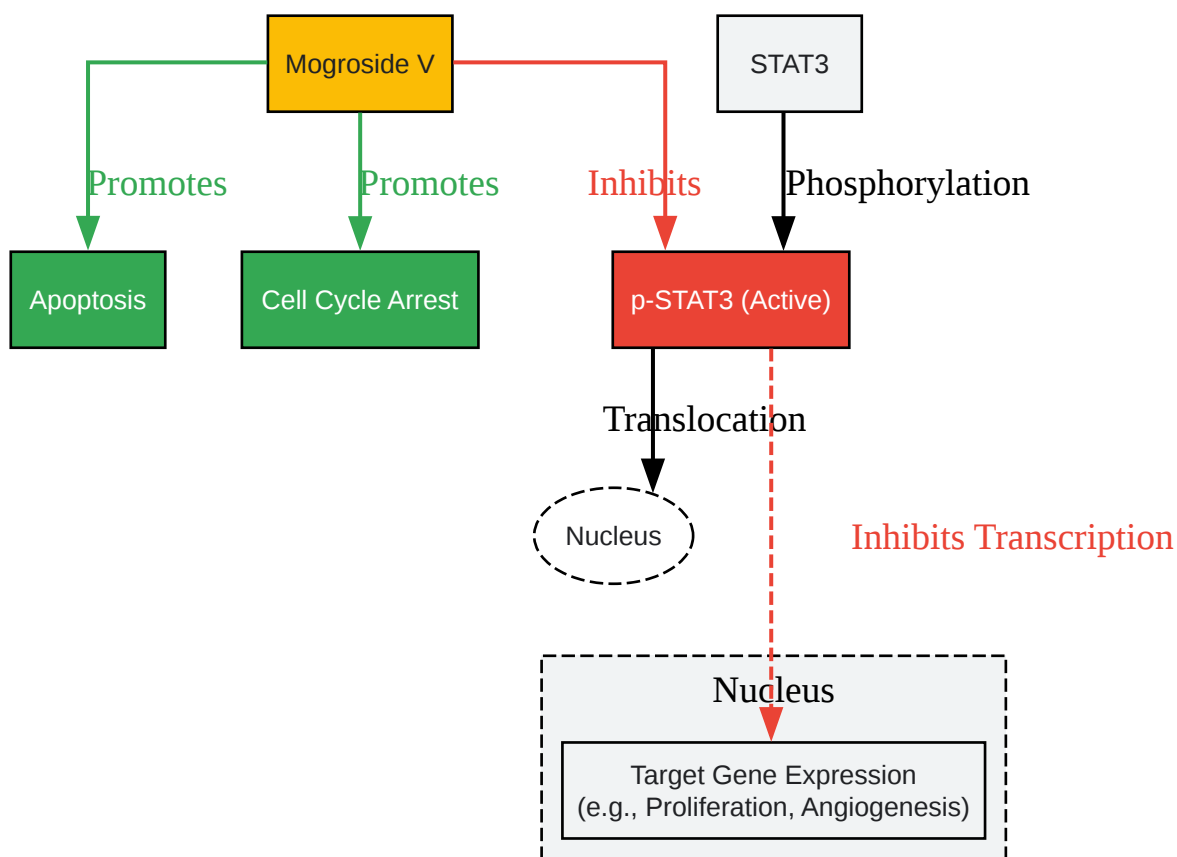 Mogroside V
STAT3
Promotes
Promotes
Inhibits
Phosphorylation
Apoptosis
Cell Cycle Arrest
p-STAT3 (Active)
Translocation
Nucleus
Inhibits Transcription
Nucleus
Target Gene Expression
(e.g., Proliferation, Angiogenesis)